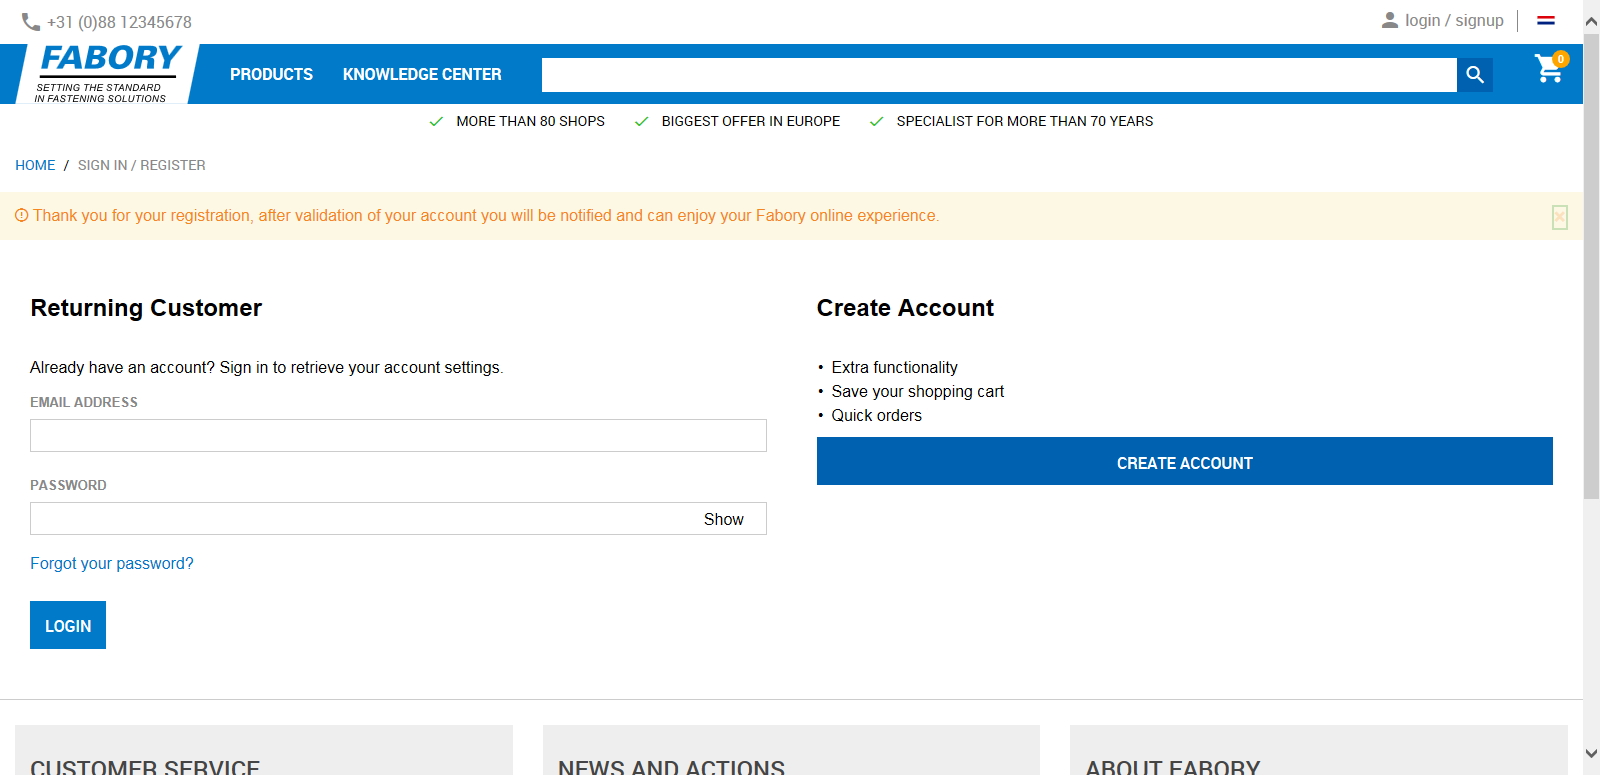 +31 (0)88 12345678
login / signup
FABORY
SETTING THE STANDARD
IN FASTENING SOLUTIONS
PRODUCTS
KNOWLEDGE CENTER
0
MORE THAN 80 SHOPS
BIGGEST OFFER IN EUROPE
SPECIALIST FOR MORE THAN 70 YEARS
HOME / SIGN IN / REGISTER
Thank you for your registration, after validation of your account you will be notified and can enjoy your Fabory online experience.
Returning Customer
Already have an account? Sign in to retrieve your account settings.
EMAIL ADDRESS
PASSWORD
Show
Forgot your password?
LOGIN
Create Account
• Extra functionality
• Save your shopping cart
• Quick orders
CREATE ACCOUNT
CUSTOMER SERVICE
NEWS AND ACTIONS
ABOUT FABORY